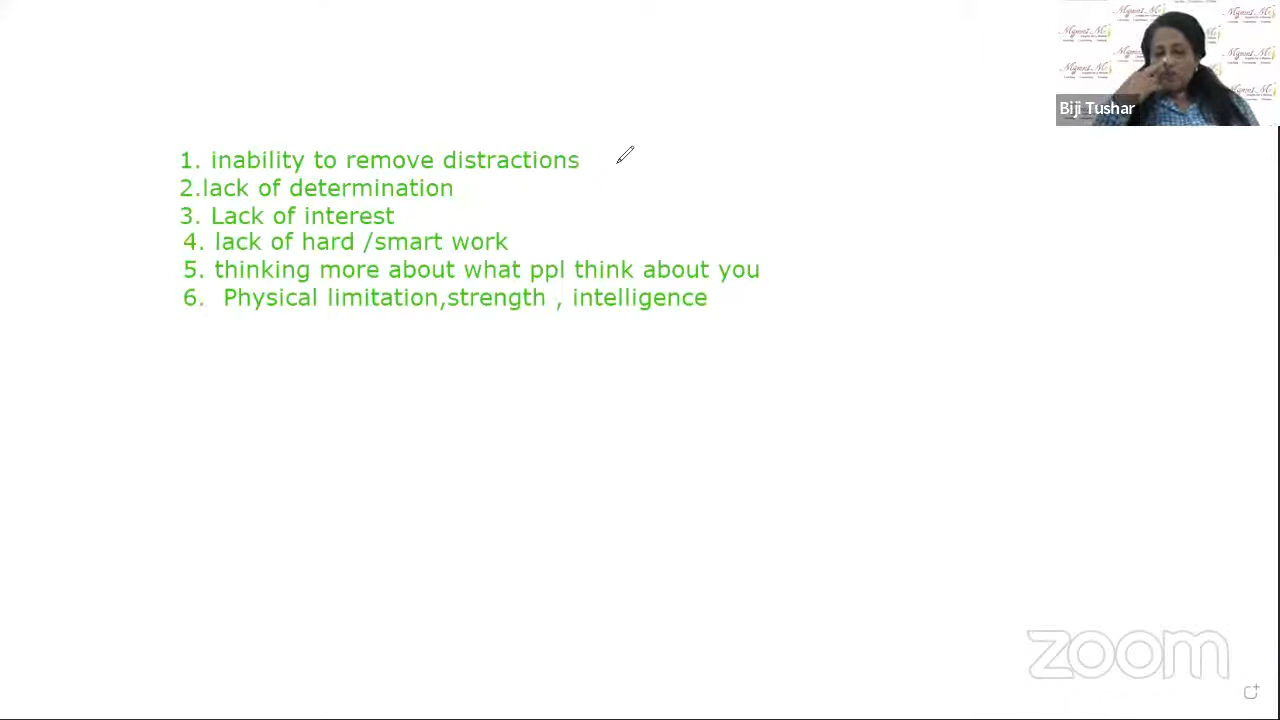 Biji Tushar
1. inability to remove distractions
2.lack of determination
3. Lack of interest
4. lack of hard /smart work
5. thinking more about what ppl think about you
6. Physical limitation,strength , intelligence
zoom